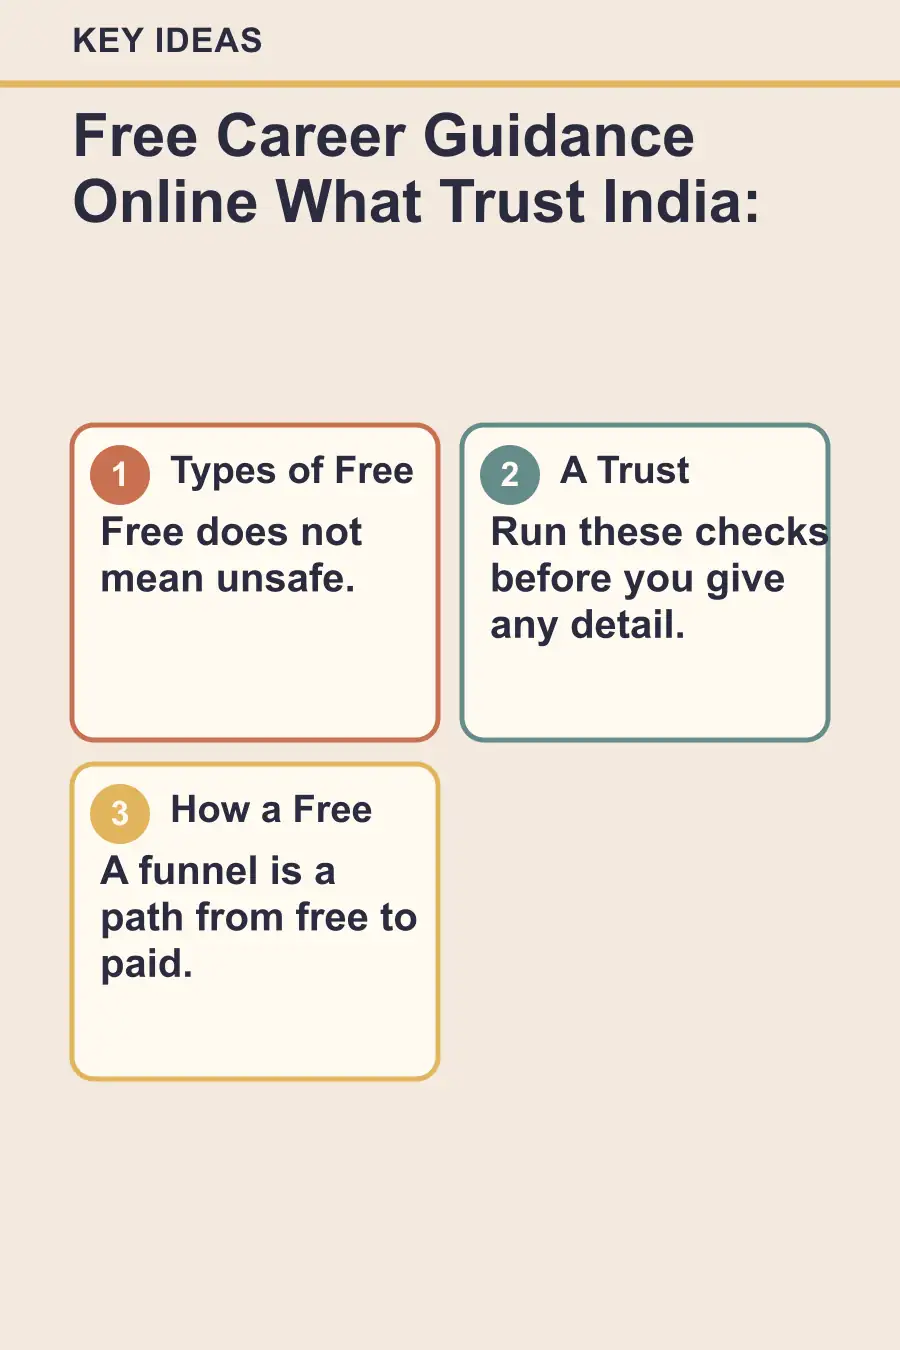 KEY IDEAS
Free Career Guidance
Online What Trust India:
1
Types of Free
Free does not
mean unsafe.
2
A Trust
Run these checks
before you give
any detail.
3
How a Free
A funnel is a
path from free to
paid.